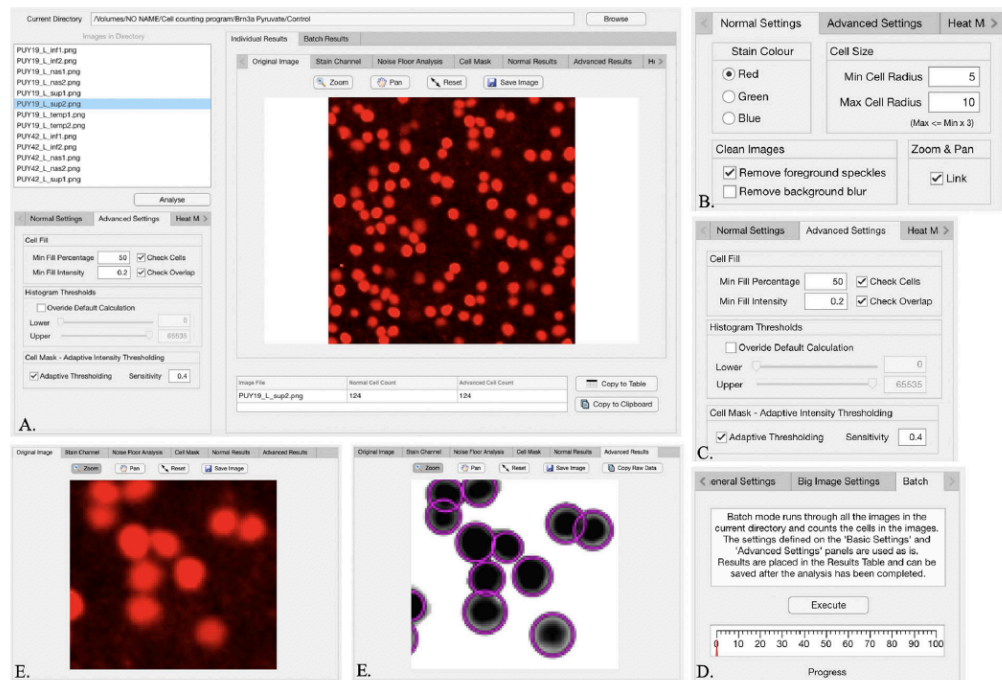 Current Directory /Volumes/NO NAME/Cell counting program/Brn3a Pyruvate/Control Browse
Images in Directory
PUY19_L_inf1.png
PUY19_L_inf2.png
PUY19_L_nas1.png
PUY19_L_nas2.png
PUY19_L_sup1.png
PUY19_L_sup2.png
PUY19_L_temp1.png
PUY19_L_temp2.png
PUY42_L_inf1.png
PUY42_L_inf2.png
PUY42_L_nas1.png
PUY42_L_nas2.png
PUY42_L_sup1.png
Analyse
Normal Settings Advanced Settings Heat M
Cell Fill
Min Fill Percentage 50 Check Cells
Min Fill Intensity 0.2 Check Overlap
Histogram Thresholds
Overide Default Calculation
Lower 0
Upper 65535
Cell Mask - Adaptive Intensity Thresholding
Adaptive Thresholding Sensitivity 0.4
A.
Individual Results Batch Results
Original Image Stain Channel Noise Floor Analysis Cell Mask Normal Results Advanced Results
Zoom Pan Reset Save Image
Image File Normal Cell Count Advanced Cell Count
PUY19_L_sup2.png 124 124
Copy to Table
Copy to Clipboard
Normal Settings Advanced Settings Heat M
Stain Colour
Red
Green
Blue
Cell Size
Min Cell Radius 5
Max Cell Radius 10
(Max <= Min x 3)
Clean Images
Remove foreground speckles
Remove background blur
Zoom & Pan
Link
B.
Normal Settings Advanced Settings Heat M
Cell Fill
Min Fill Percentage 50 Check Cells
Min Fill Intensity 0.2 Check Overlap
Histogram Thresholds
Overide Default Calculation
Lower 0
Upper 65535
Cell Mask - Adaptive Intensity Thresholding
Adaptive Thresholding Sensitivity 0.4
C.
Original Image Stain Channel Noise Floor Analysis Cell Mask Normal Results Advanced Results
Zoom Pan Reset Save Image
E.
Original Image Stain Channel Noise Floor Analysis Cell Mask Normal Results Advanced Results
Zoom Pan Reset Save Image Copy Raw Data
E.
eneral Settings Big Image Settings Batch
Batch mode runs through all the images in the
current directory and counts the cells in the images.
The settings defined on the 'Basic Settings' and
'Advanced Settings' panels are used as is.
Results are placed in the Results Table and can be
saved after the analysis has been completed.
Execute
0 10 20 30 40 50 60 70 80 90 100
Progress
D.